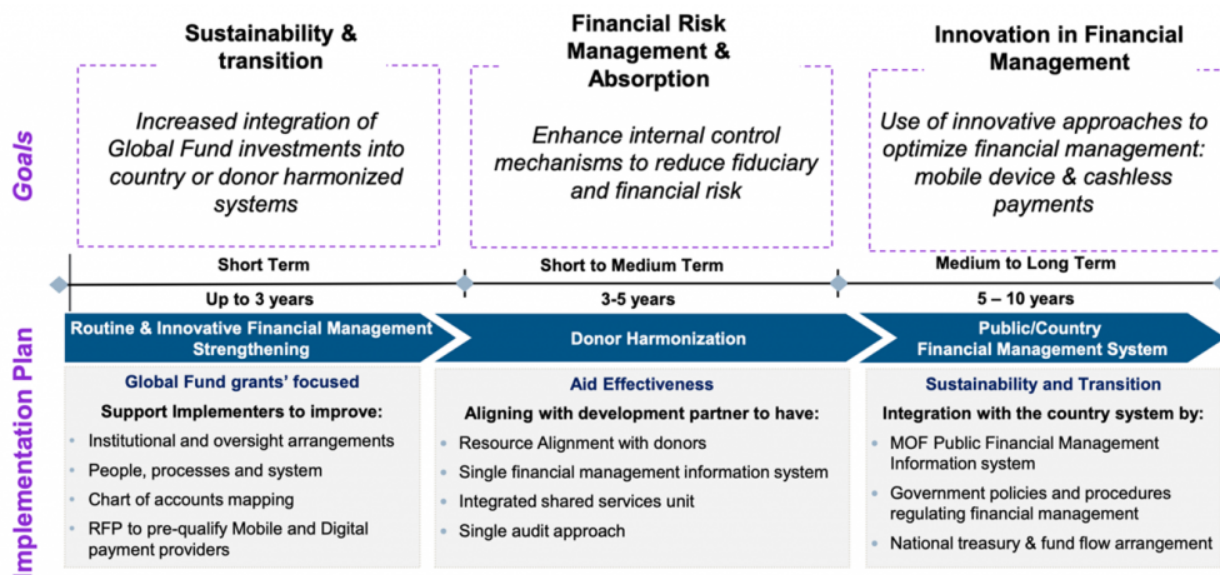 Sustainability &
transition
Financial Risk
Management &
Absorption
Innovation in Financial
Management
Goals
Increased integration of
Global Fund investments into
country or donor harmonized
systems
Enhance internal control
mechanisms to reduce fiduciary
and financial risk
Use of innovative approaches to
optimize financial management:
mobile device & cashless
payments
Short Term
Short to Medium Term
Medium to Long Term
Up to 3 years
3-5 years
5 – 10 years
Implementation Plan
Routine & Innovative Financial Management
Strengthening
Donor Harmonization
Public/Country
Financial Management System
Global Fund grants' focused
Support Implementers to improve:
• Institutional and oversight arrangements
• People, processes and system
• Chart of accounts mapping
• RFP to pre-qualify Mobile and Digital
payment providers
Aid Effectiveness
Aligning with development partner to have:
• Resource Alignment with donors
• Single financial management information system
• Integrated shared services unit
• Single audit approach
Sustainability and Transition
Integration with the country system by:
• MOF Public Financial Management
Information system
• Government policies and procedures
regulating financial management
• National treasury & fund flow arrangement